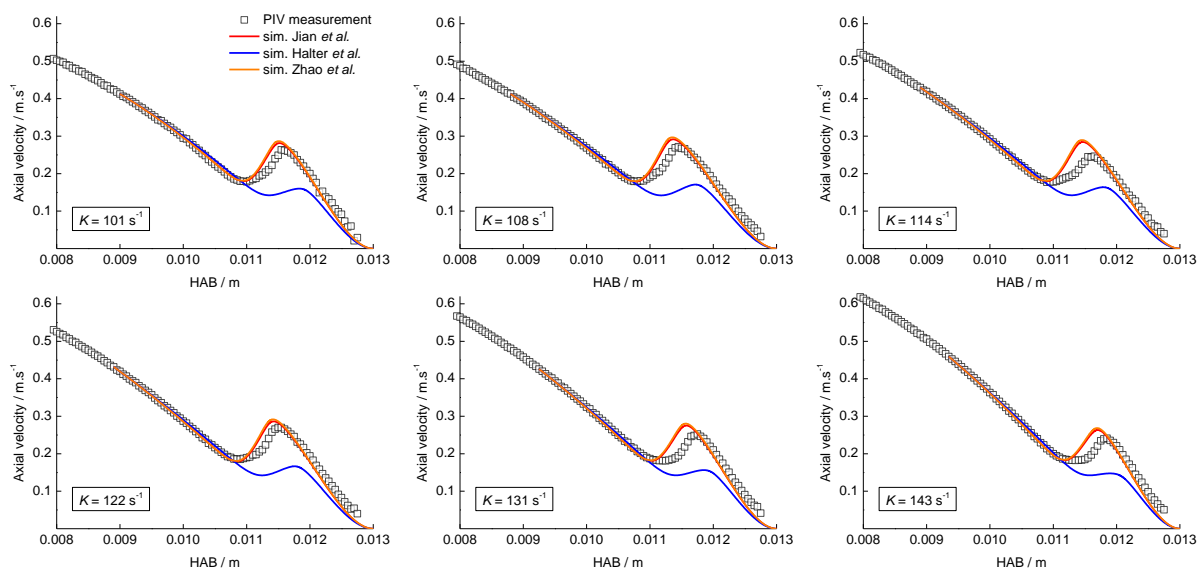 0.6
0.5
0.4
0.3
0.2
0.1
Axial velocity / m.s⁻¹
PIV measurement
sim. Jian et al.
sim. Halter et al.
sim. Zhao et al.
K = 101 s⁻¹
0.008 0.009 0.010 0.011 0.012 0.013
HAB / m
0.6
0.5
0.4
0.3
0.2
0.1
Axial velocity / m.s⁻¹
K = 108 s⁻¹
0.008 0.009 0.010 0.011 0.012 0.013
HAB / m
0.6
0.5
0.4
0.3
0.2
0.1
Axial velocity / m.s⁻¹
K = 114 s⁻¹
0.008 0.009 0.010 0.011 0.012 0.013
HAB / m
0.6
0.5
0.4
0.3
0.2
0.1
Axial velocity / m.s⁻¹
K = 122 s⁻¹
0.008 0.009 0.010 0.011 0.012 0.013
HAB / m
0.6
0.5
0.4
0.3
0.2
0.1
Axial velocity / m.s⁻¹
K = 131 s⁻¹
0.008 0.009 0.010 0.011 0.012 0.013
HAB / m
0.6
0.5
0.4
0.3
0.2
0.1
Axial velocity / m.s⁻¹
K = 143 s⁻¹
0.008 0.009 0.010 0.011 0.012 0.013
HAB / m